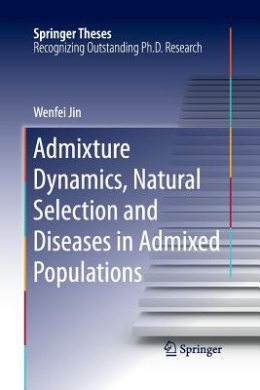 Springer Theses
Recognizing Outstanding Ph.D. Research
Wenfei Jin
Admixture
Dynamics, Natural
Selection and
Diseases in Admixed
Populations
Springer